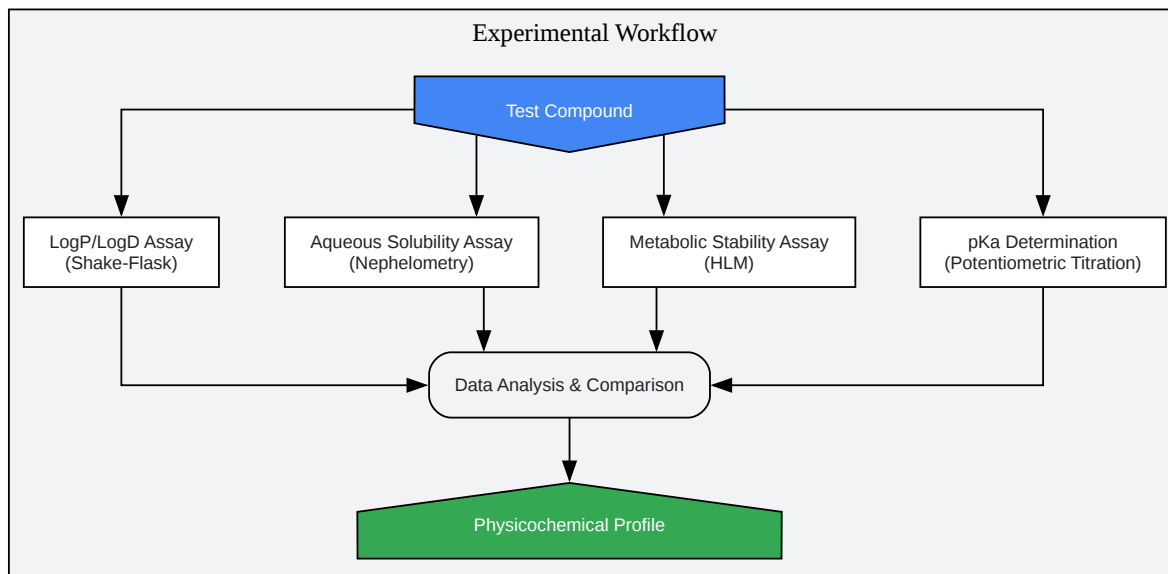 Experimental Workflow
Test Compound
LogP/LogD Assay
(Shake-Flask)
Aqueous Solubility Assay
(Nephelometry)
Metabolic Stability Assay
(HLM)
pKa Determination
(Potentiometric Titration)
Data Analysis & Comparison
Physicochemical Profile